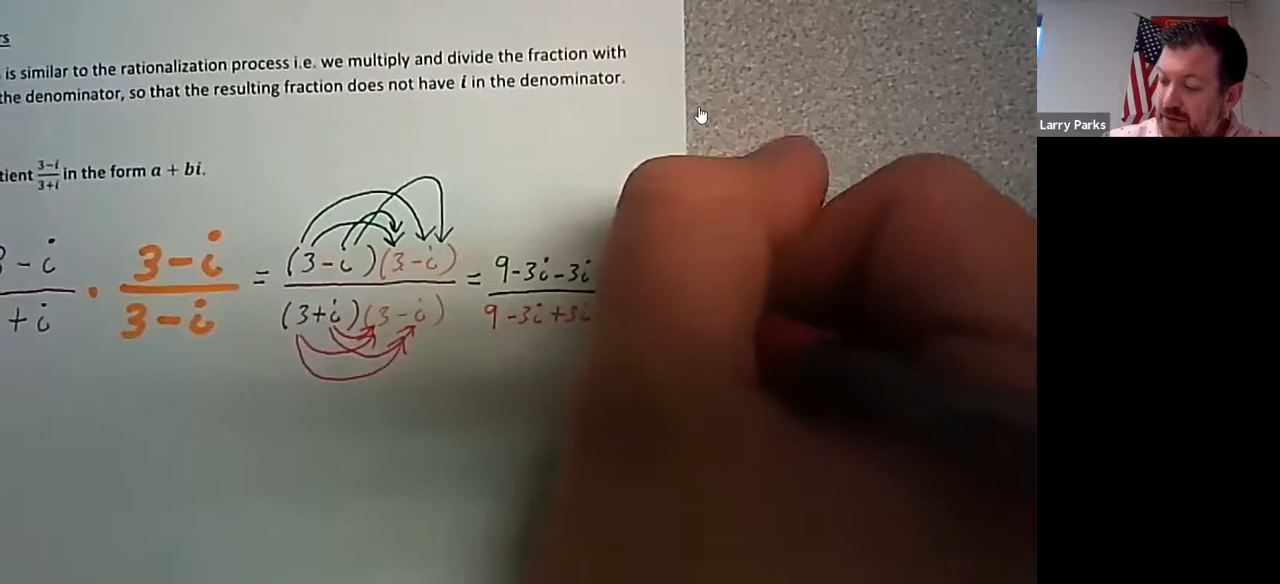 is similar to the rationalization process i.e. we multiply and divide the fraction with
the denominator, so that the resulting fraction does not have i in the denominator.
Larry Parks
3-i/3+i in the form a + bi.
-i/+i · 3-i/3-i = (3-i)(3-i)/(3+i)(3-i) = 9-3i-3i/9-3i+3i